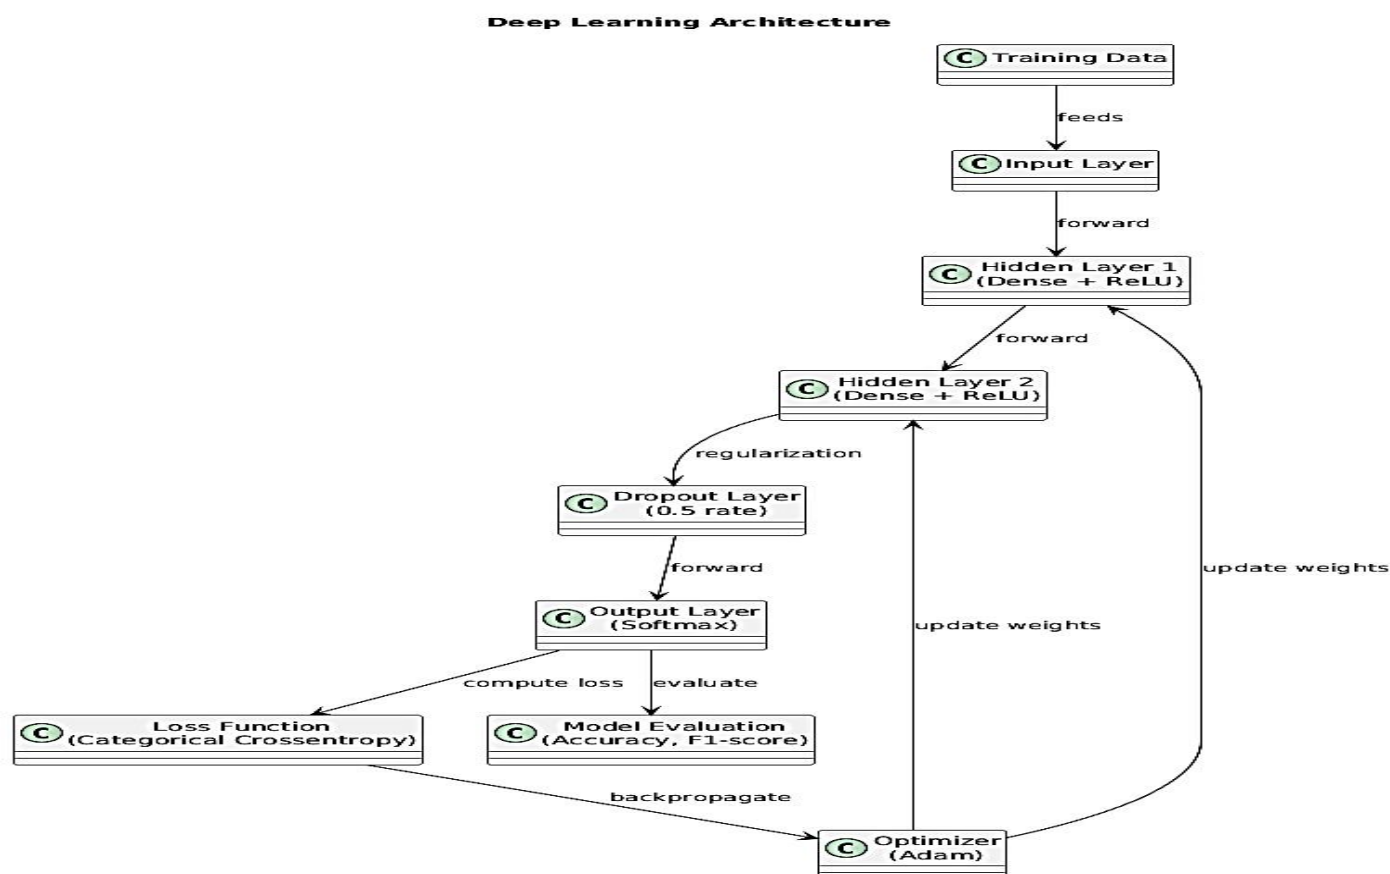 Deep Learning Architecture
C Training Data
feeds
C Input Layer
forward
C Hidden Layer 1
(Dense + ReLU)
forward
C Hidden Layer 2
(Dense + ReLU)
regularization
C Dropout Layer
(0.5 rate)
forward
update weights
C Output Layer
(Softmax)
update weights
compute loss
evaluate
C Loss Function
(Categorical Crossentropy)
C Model Evaluation
(Accuracy, F1-score)
backpropagate
C Optimizer
(Adam)